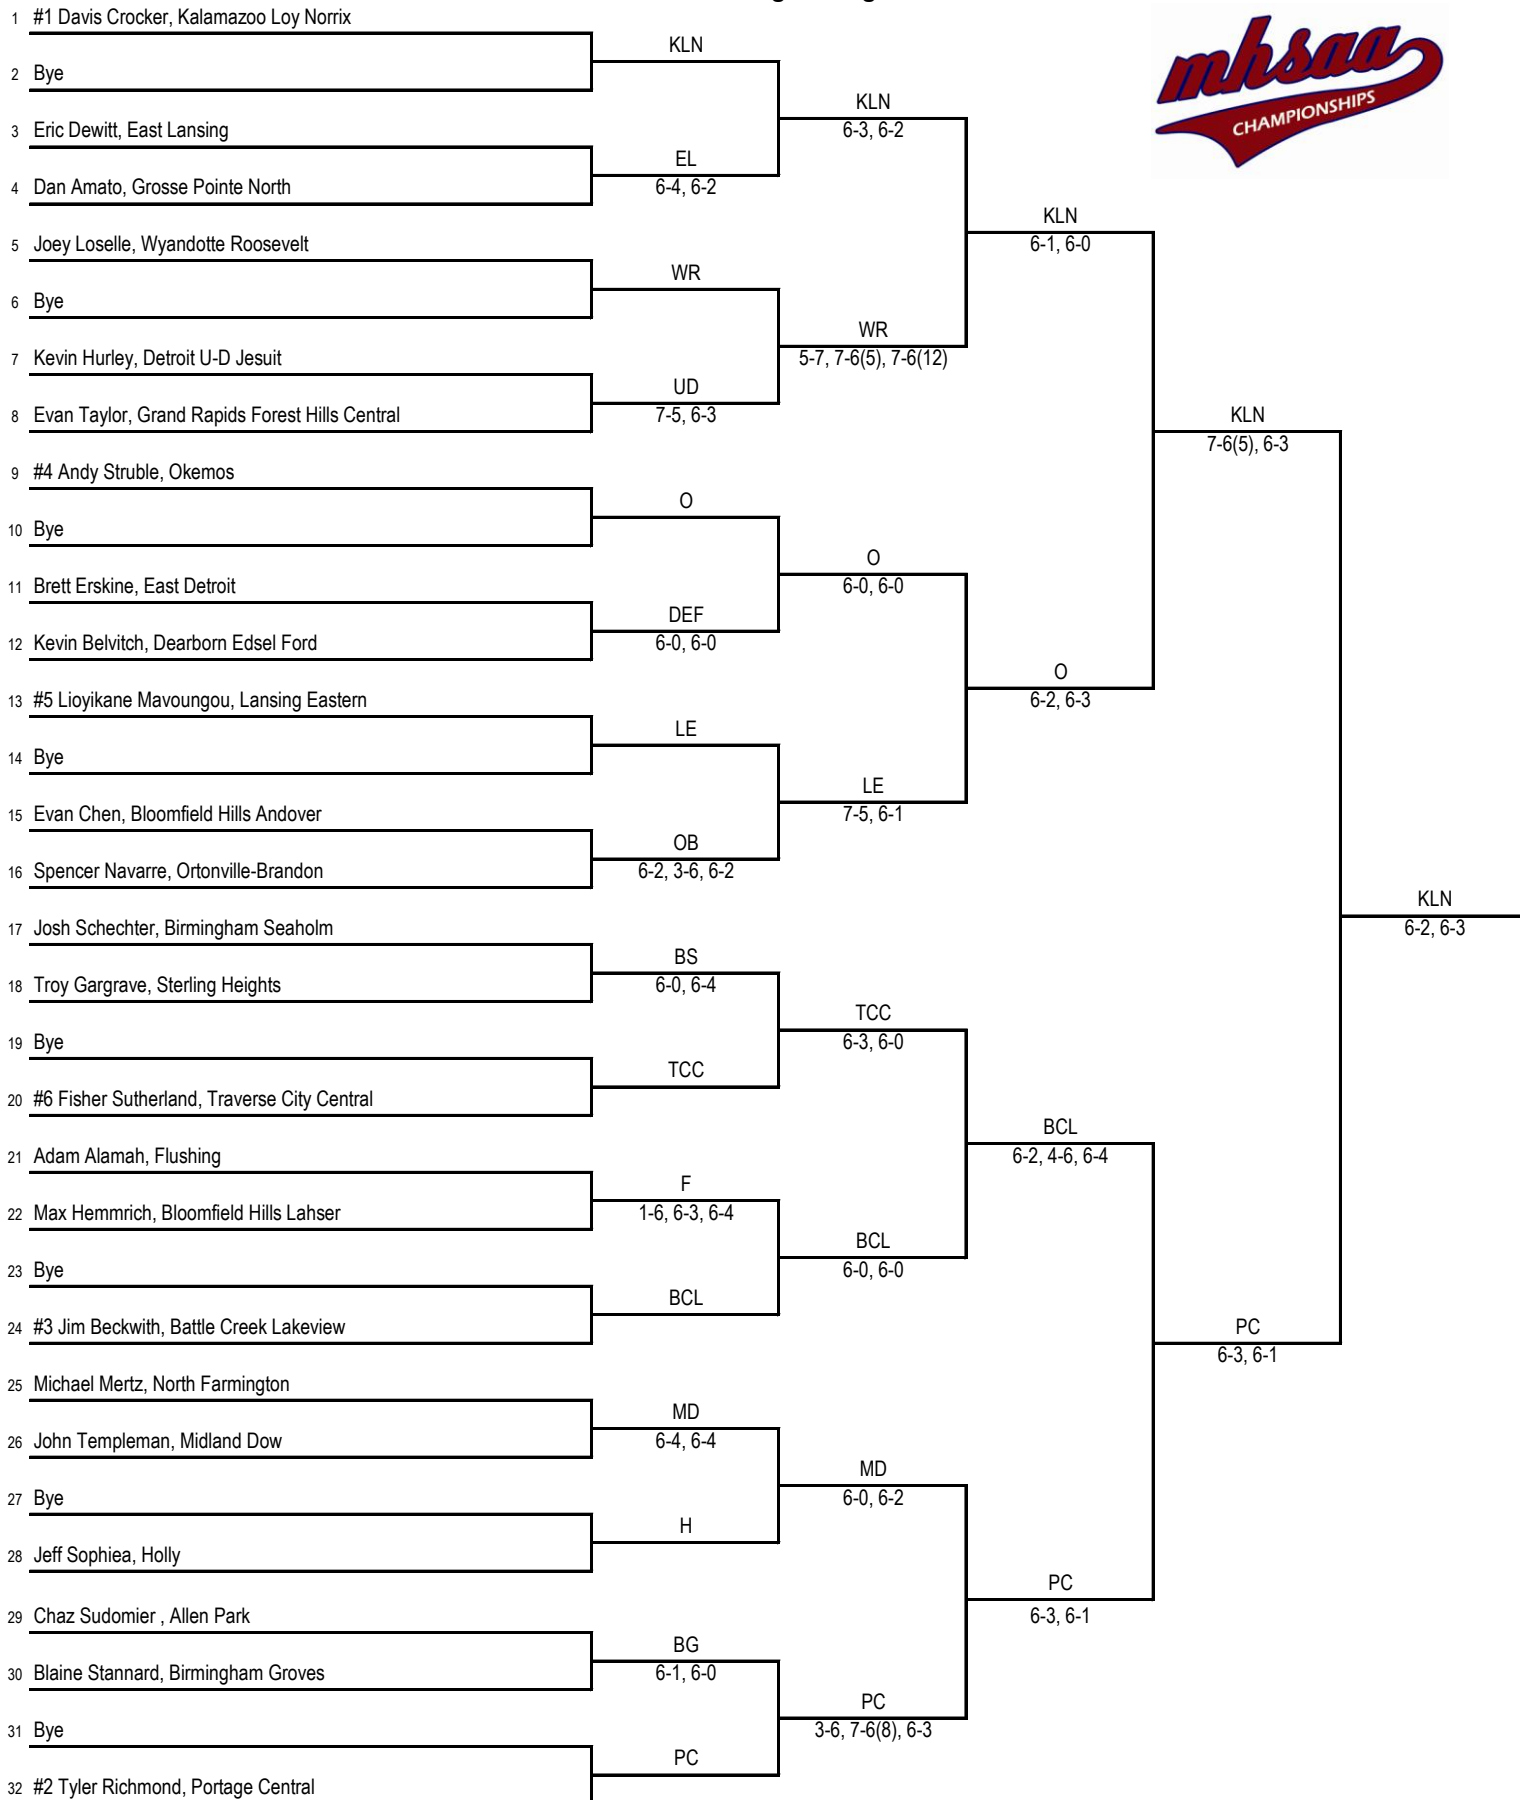 1 #1 Davis Crocker, Kalamazoo Loy Norrix
KLN
2 Bye
KLN
6-3, 6-2
3 Eric Dewitt, East Lansing
EL
6-4, 6-2
4 Dan Amato, Grosse Pointe North
KLN
6-1, 6-0
5 Joey Loselle, Wyandotte Roosevelt
WR
6 Bye
WR
5-7, 7-6(5), 7-6(12)
7 Kevin Hurley, Detroit U-D Jesuit
UD
7-5, 6-3
8 Evan Taylor, Grand Rapids Forest Hills Central
KLN
7-6(5), 6-3
9 #4 Andy Struble, Okemos
O
10 Bye
O
6-0, 6-0
11 Brett Erskine, East Detroit
DEF
6-0, 6-0
12 Kevin Belvitch, Dearborn Edsel Ford
O
6-2, 6-3
13 #5 Lioyikane Mavoungou, Lansing Eastern
LE
14 Bye
LE
7-5, 6-1
15 Evan Chen, Bloomfield Hills Andover
OB
6-2, 3-6, 6-2
16 Spencer Navarre, Ortonville-Brandon
KLN
6-2, 6-3
17 Josh Schechter, Birmingham Seaholm
BS
6-0, 6-4
18 Troy Gargrave, Sterling Heights
TCC
6-3, 6-0
19 Bye
TCC
20 #6 Fisher Sutherland, Traverse City Central
BCL
6-2, 4-6, 6-4
21 Adam Alamah, Flushing
F
1-6, 6-3, 6-4
22 Max Hemmrich, Bloomfield Hills Lahser
BCL
6-0, 6-0
23 Bye
BCL
24 #3 Jim Beckwith, Battle Creek Lakeview
PC
6-3, 6-1
25 Michael Mertz, North Farmington
MD
6-4, 6-4
26 John Templeman, Midland Dow
MD
6-0, 6-2
27 Bye
H
28 Jeff Sophiea, Holly
PC
6-3, 6-1
29 Chaz Sudomier , Allen Park
BG
6-1, 6-0
30 Blaine Stannard, Birmingham Groves
PC
3-6, 7-6(8), 6-3
31 Bye
PC
32 #2 Tyler Richmond, Portage Central
mhsaa
CHAMPIONSHIPS